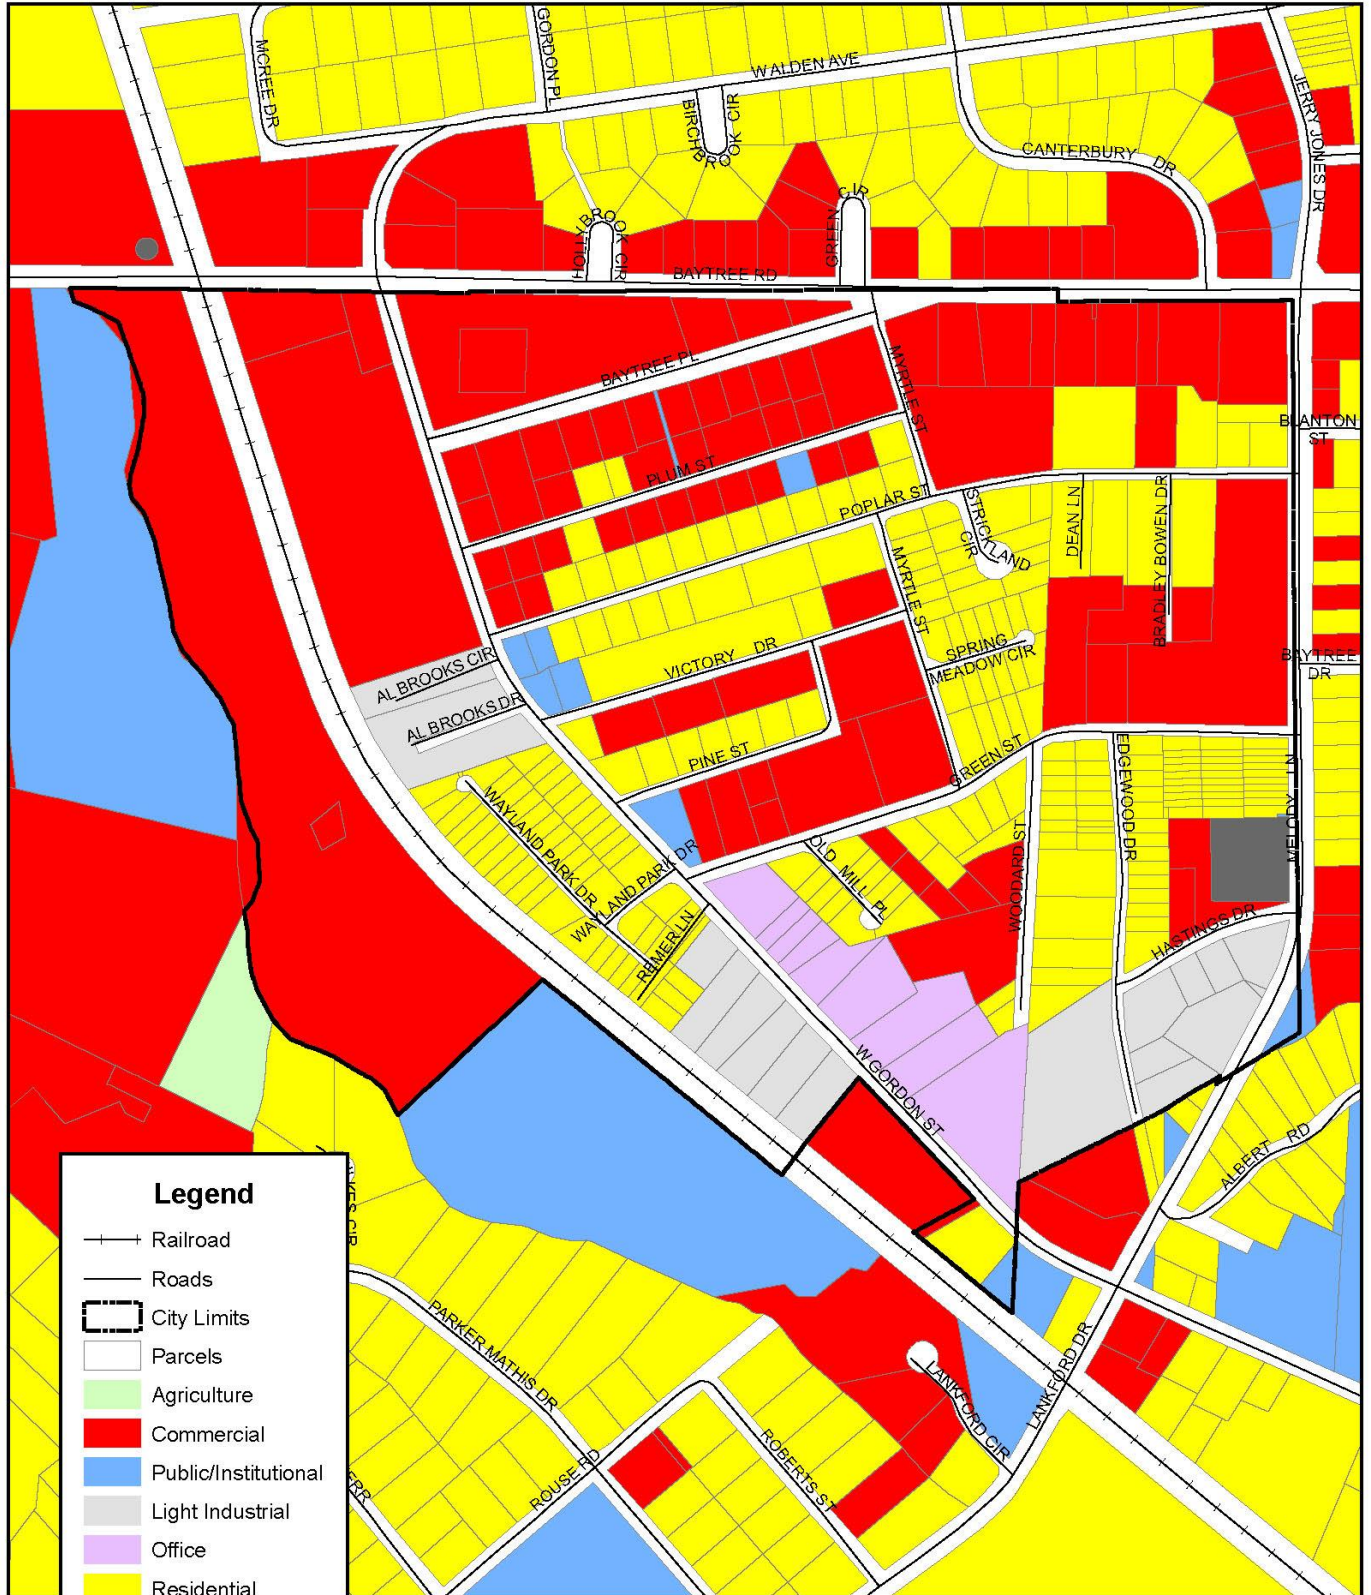 MCREE DR
GORDON PL
WALDEN AVE
BIRCHBROOK CIR
JERRY JONES DR
CANTERBURY DR
HOLLYBROOK CIR
GREEN CIR
BAYTREE RD
BAYTREE PL
MYRTLE ST
BLANTON ST
PLUM ST
POPLAR ST
STRICKLAND CIR
DEAN LN
BRADLEY BOWEN DR
MYRTLE ST
AL BROOKS CIR
VICTORY DR
SPRING MEADOW CIR
BAYTREE DR
AL BROOKS DR
PINE ST
GREEN ST
EDGEWOOD DR
MELODY LN
WAYLAND PARK DR
WAYLAND PARK DR
OLD MILL PL
WOODARD ST
REMER LN
HASTINGS DR
W GORDON ST
ALBERT RD
CIR
PARKER MATHIS DR
LANKFORD DR
LANKFORD CIR
ROUSE RD
ROBERTS ST
Legend
Railroad
Roads
City Limits
Parcels
Agriculture
Commercial
Public/Institutional
Light Industrial
Office
Residential